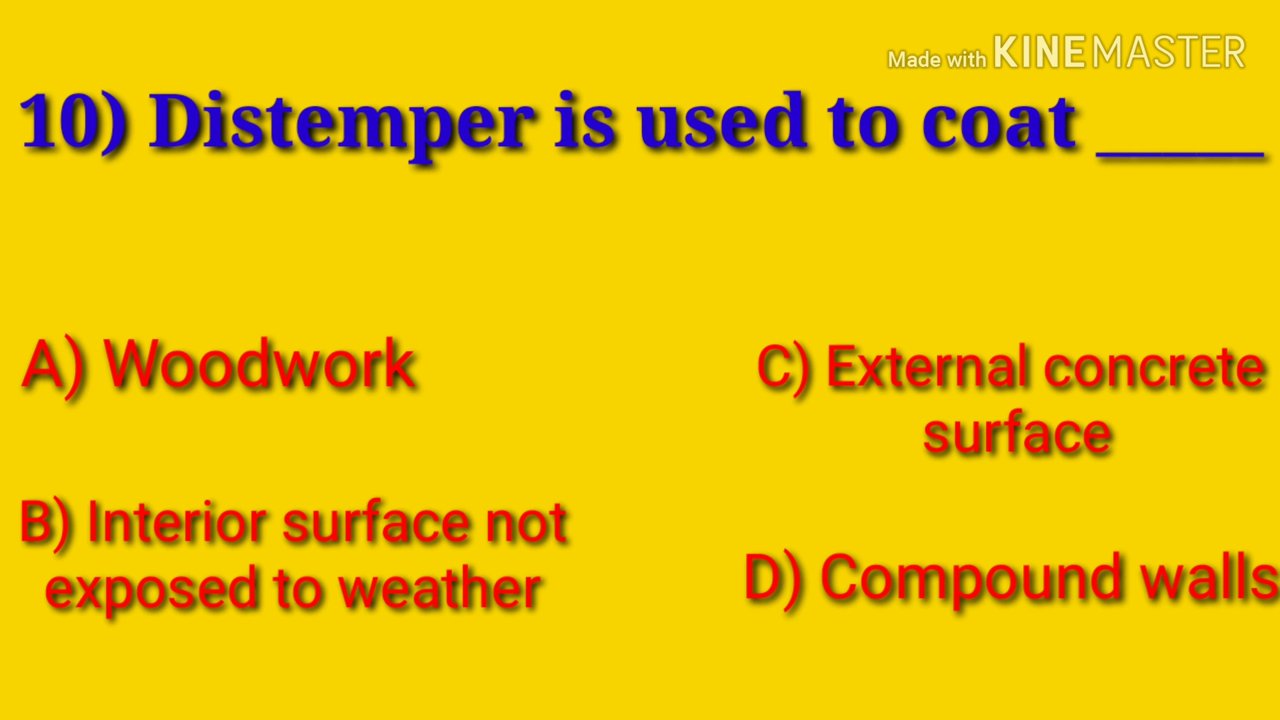 Made with KINEMASTER
10) Distemper is used to coat _____
A) Woodwork
B) Interior surface not
exposed to weather
C) External concrete
surface
D) Compound walls